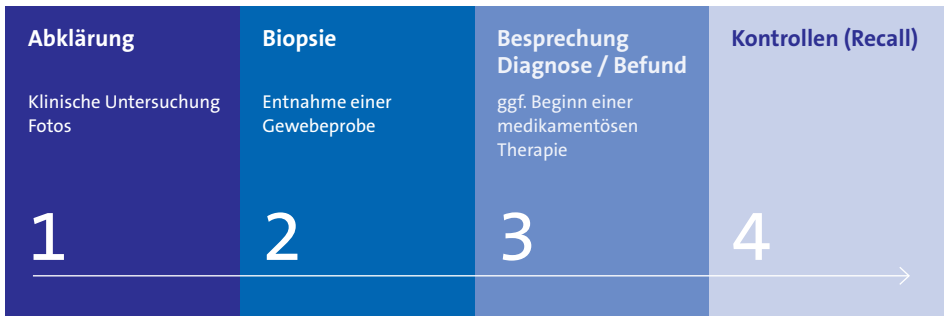 Abklärung
Klinische Untersuchung
Fotos
1
Biopsie
Entnahme einer
Gewebeprobe
2
Besprechung
Diagnose / Befund
ggf. Beginn einer
medikamentösen
Therapie
3
Kontrollen (Recall)
4